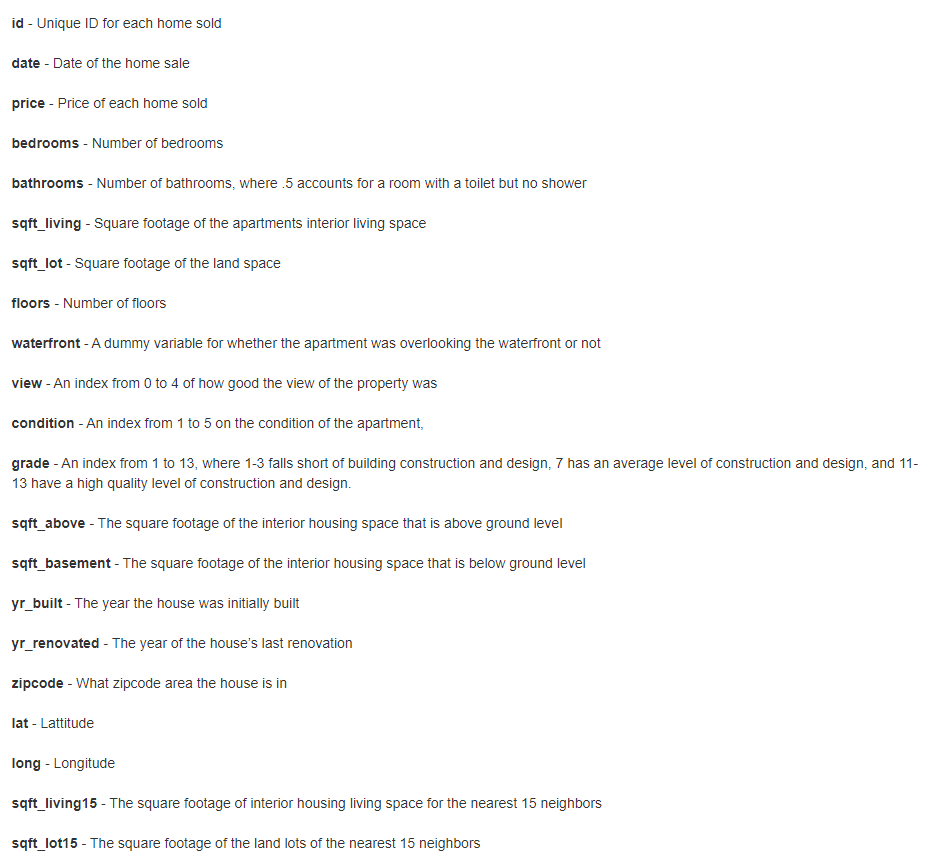 id - Unique ID for each home sold
date - Date of the home sale
price - Price of each home sold
bedrooms - Number of bedrooms
bathrooms - Number of bathrooms, where .5 accounts for a room with a toilet but no shower
sqft_living - Square footage of the apartments interior living space
sqft_lot - Square footage of the land space
floors - Number of floors
waterfront - A dummy variable for whether the apartment was overlooking the waterfront or not
view - An index from 0 to 4 of how good the view of the property was
condition - An index from 1 to 5 on the condition of the apartment,
grade - An index from 1 to 13, where 1-3 falls short of building construction and design, 7 has an average level of construction and design, and 11-
13 have a high quality level of construction and design.
sqft_above - The square footage of the interior housing space that is above ground level
sqft_basement - The square footage of the interior housing space that is below ground level
yr_built - The year the house was initially built
yr_renovated - The year of the house's last renovation
zipcode - What zipcode area the house is in
lat - Lattitude
long - Longitude
sqft_living15 - The square footage of interior housing living space for the nearest 15 neighbors
sqft_lot15 - The square footage of the land lots of the nearest 15 neighbors